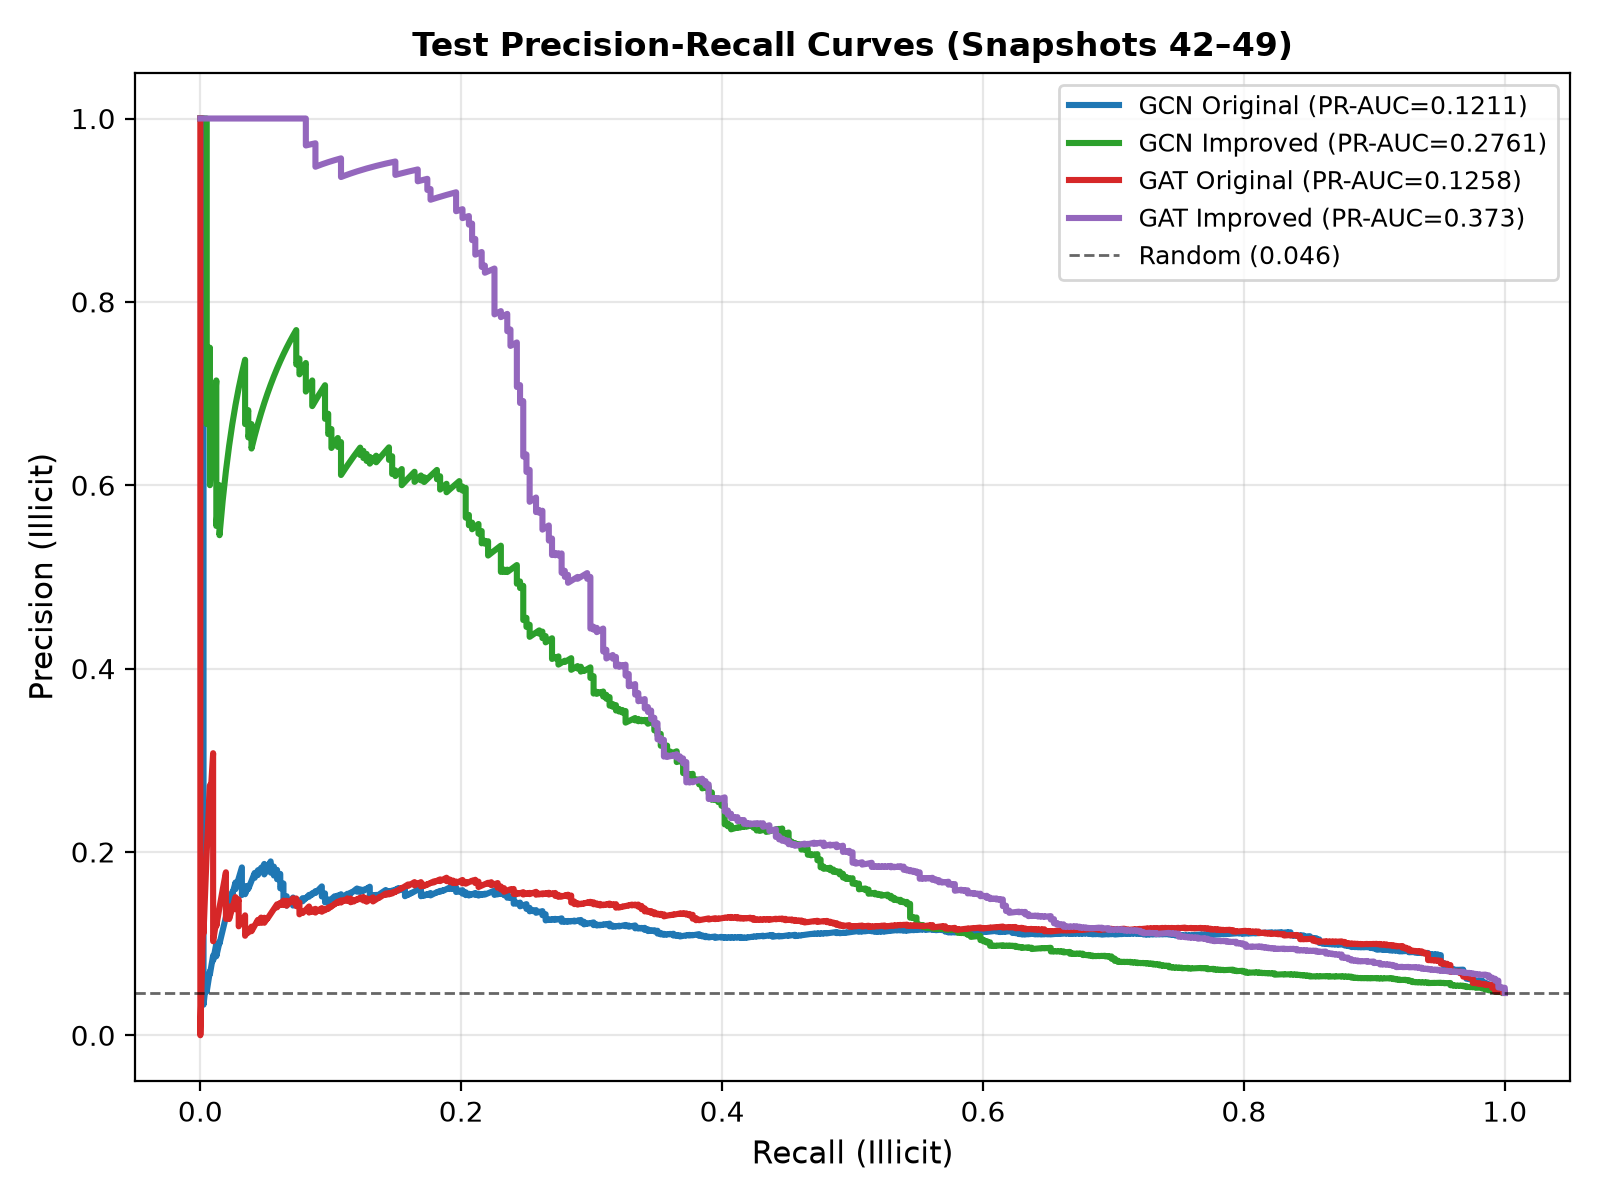 Test Precision-Recall Curves (Snapshots 42–49)
GCN Original (PR-AUC=0.1211)
GCN Improved (PR-AUC=0.2761)
GAT Original (PR-AUC=0.1258)
GAT Improved (PR-AUC=0.373)
Random (0.046)
Precision (Illicit)
1.0
0.8
0.6
0.4
0.2
0.0
0.0 0.2 0.4 0.6 0.8 1.0
Recall (Illicit)